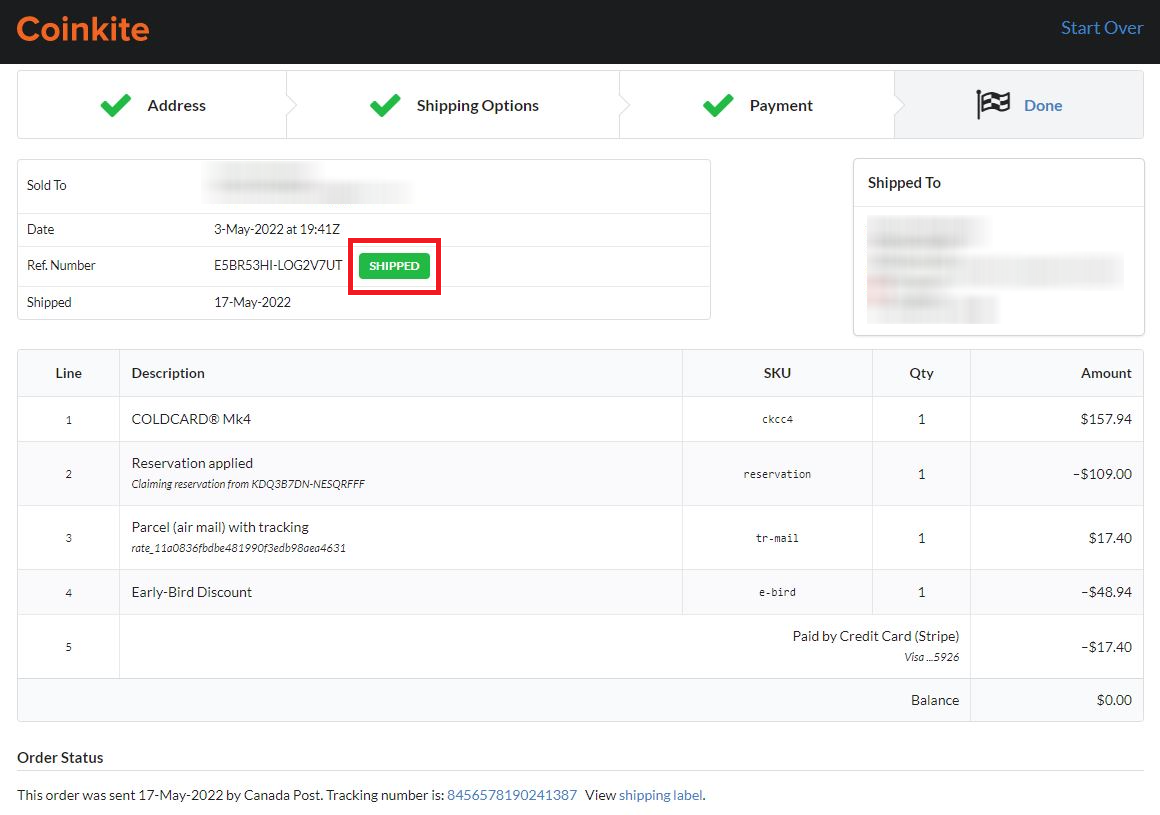 Coinkite
Start Over
Address
Shipping Options
Payment
Done
Sold To
Date 3-May-2022 at 19:41Z
Ref. Number E5BR53HI-LOG2V7UT SHIPPED
Shipped 17-May-2022
Shipped To
Line Description SKU Qty Amount
1 COLDCARD® Mk4 ckcc4 1 $157.94
2 Reservation applied reservation 1 –$109.00
Claiming reservation from KDQ3B7DN-NESQRFFF
3 Parcel (air mail) with tracking tr-mail 1 $17.40
rate_11a0836fbdbe481990f3edb98aea4631
4 Early-Bird Discount e-bird 1 –$48.94
5 Paid by Credit Card (Stripe) –$17.40
Visa ...5926
Balance $0.00
Order Status
This order was sent 17-May-2022 by Canada Post. Tracking number is: 8456578190241387 View shipping label.